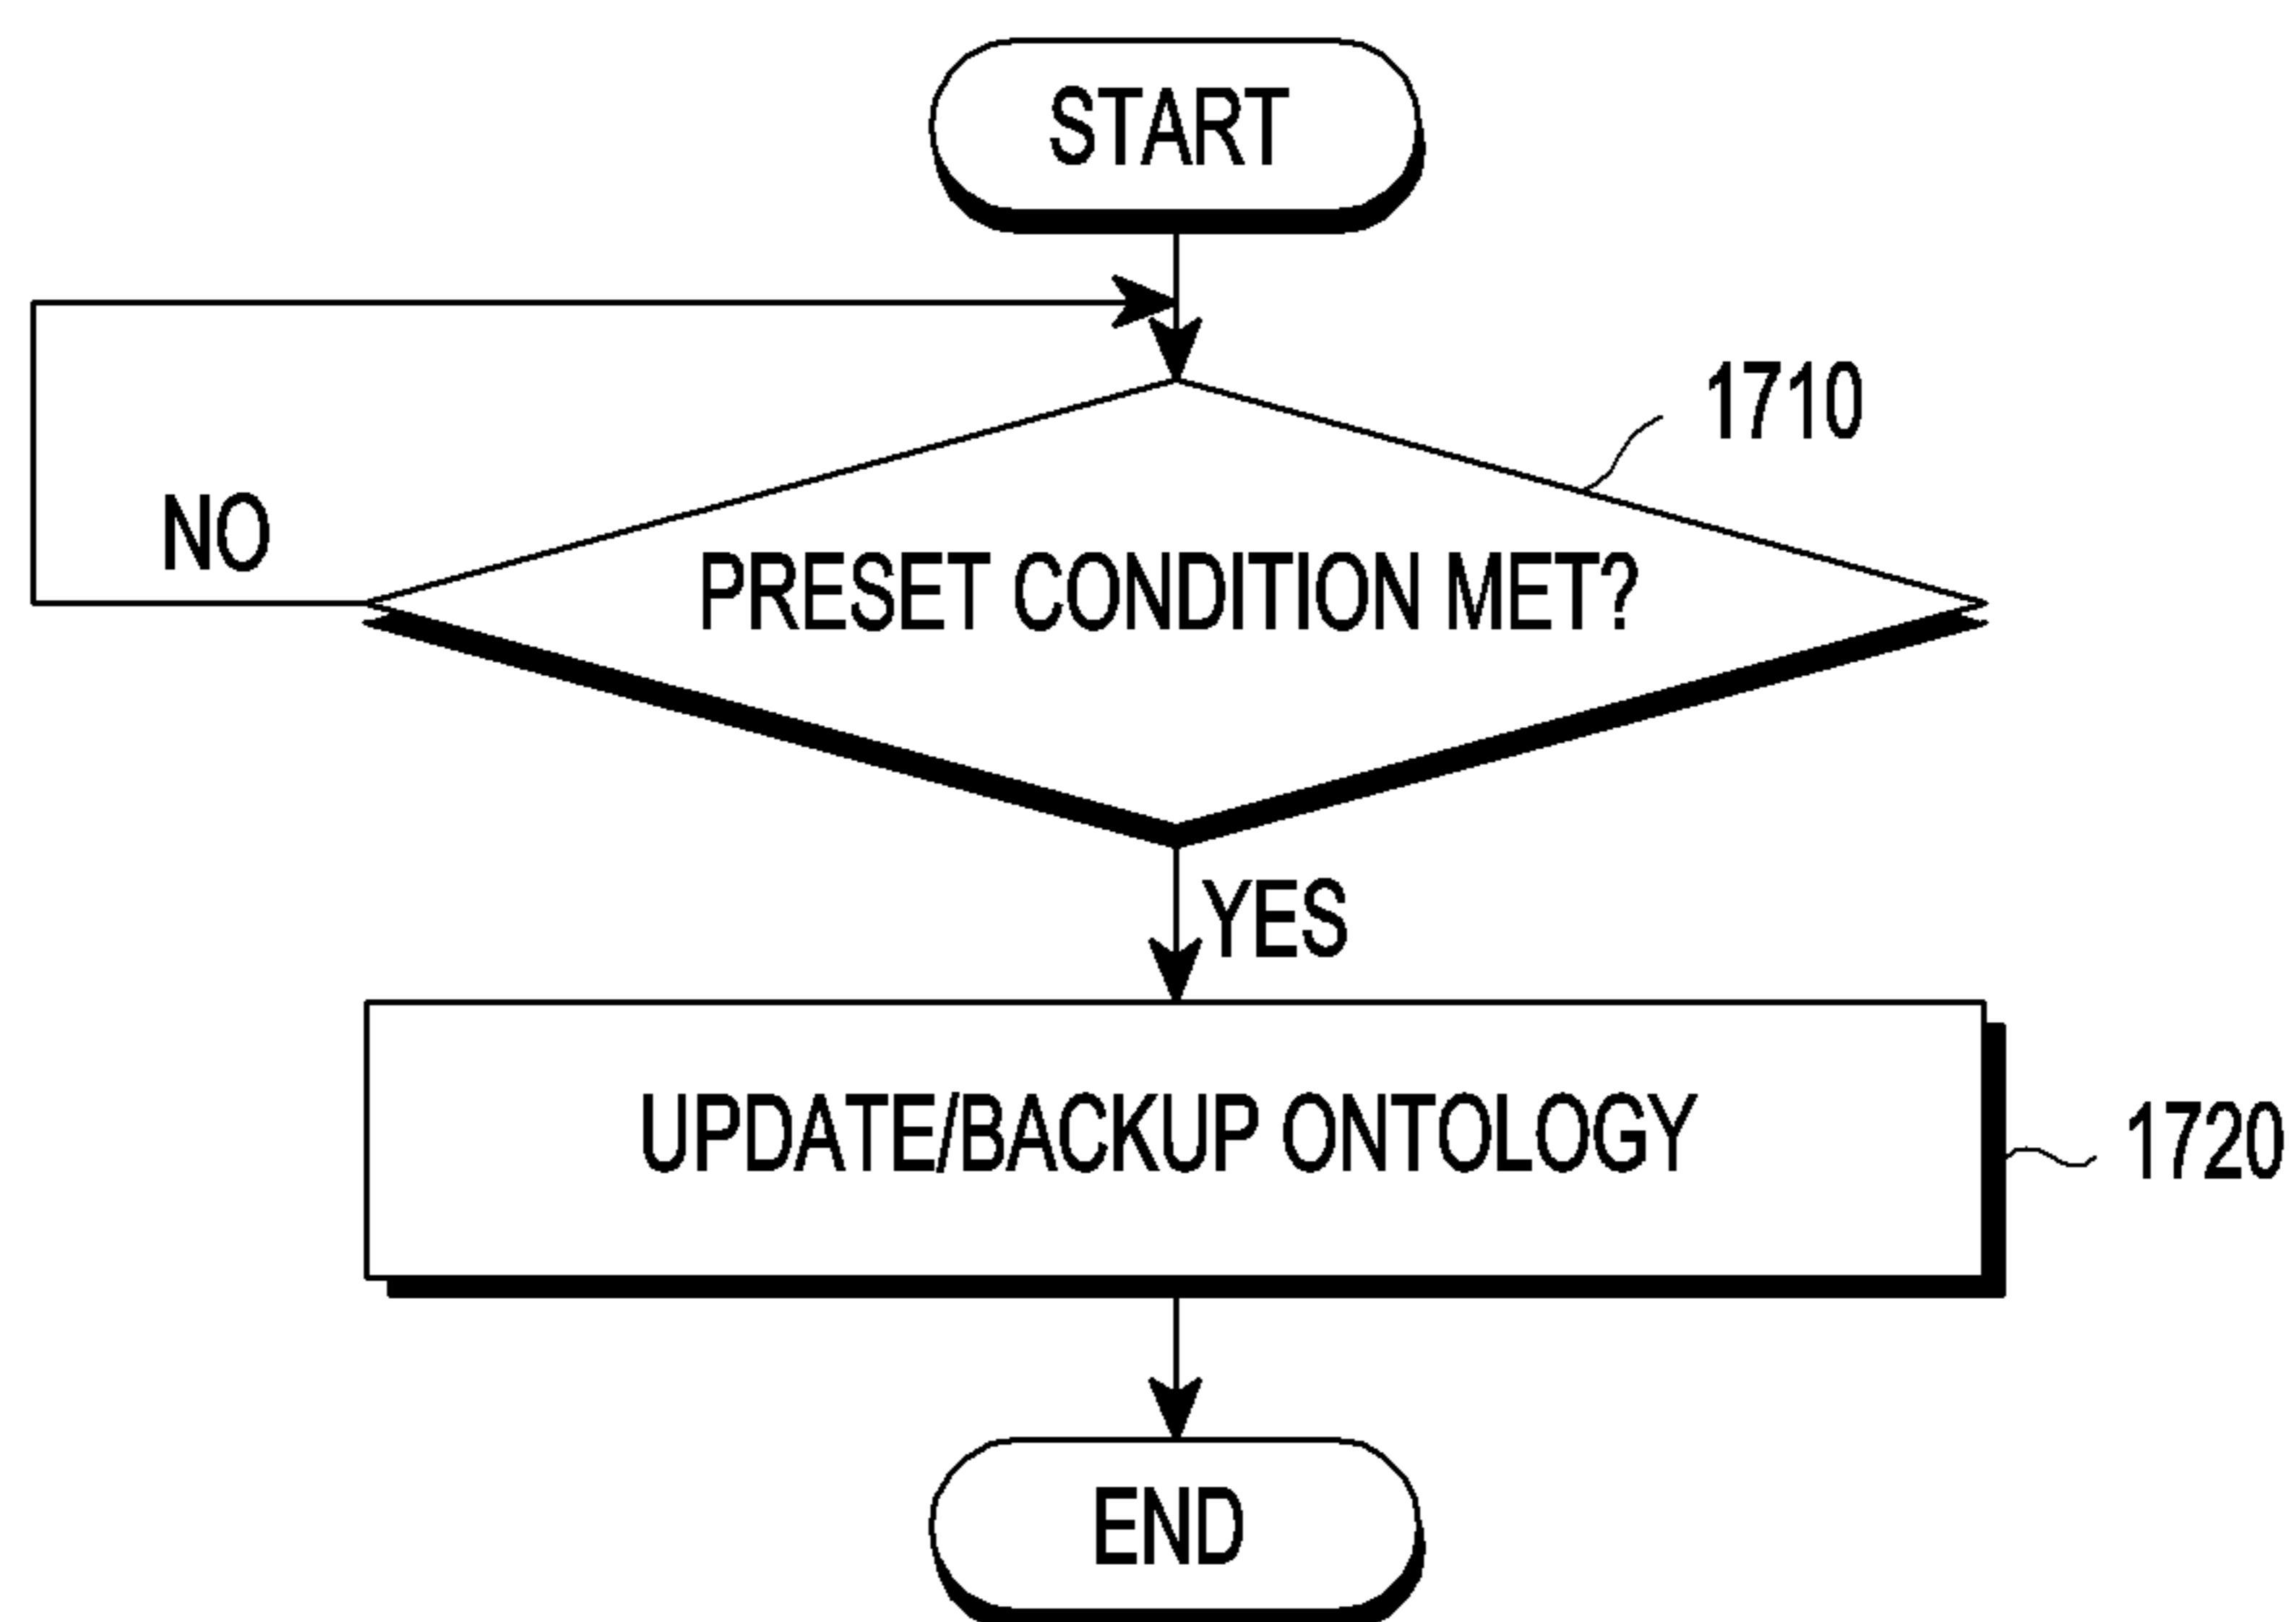 START
1710
NO
PRESET CONDITION MET?
YES
UPDATE/BACKUP ONTOLOGY
1720
END